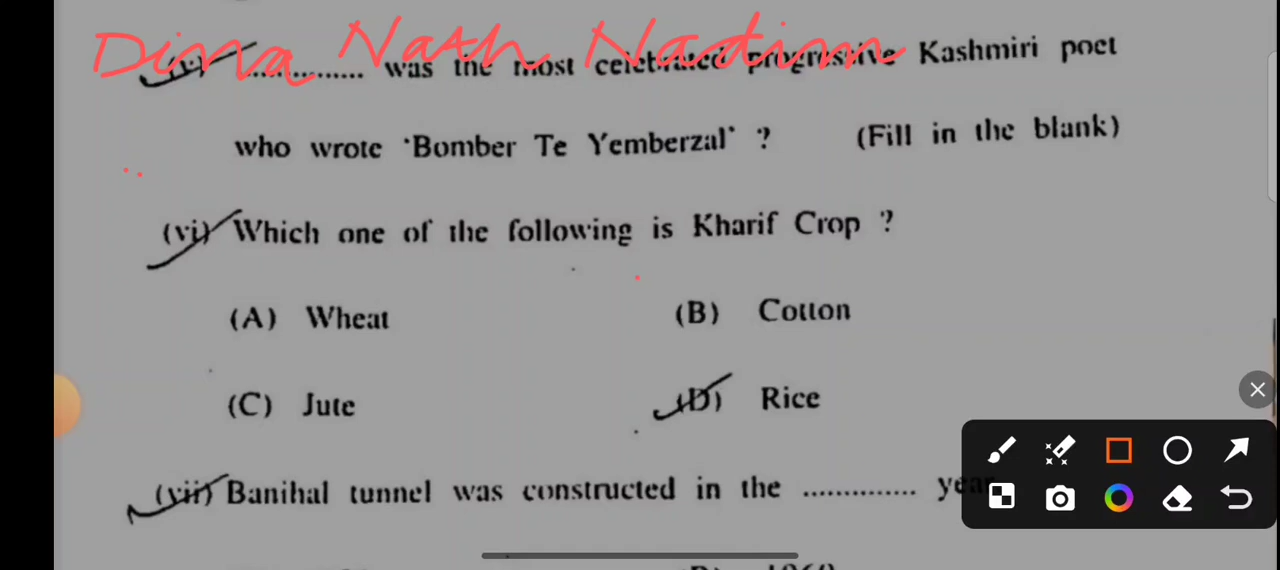 Dina Nath Nadim
(v) .............. was the most celebrated progressive Kashmiri poet
who wrote 'Bomber Te Yemberzal' ? (Fill in the blank)
(vi) Which one of the following is Kharif Crop ?
(A) Wheat (B) Cotton
(C) Jute (D) Rice
(vii) Banihal tunnel was constructed in the .............. year